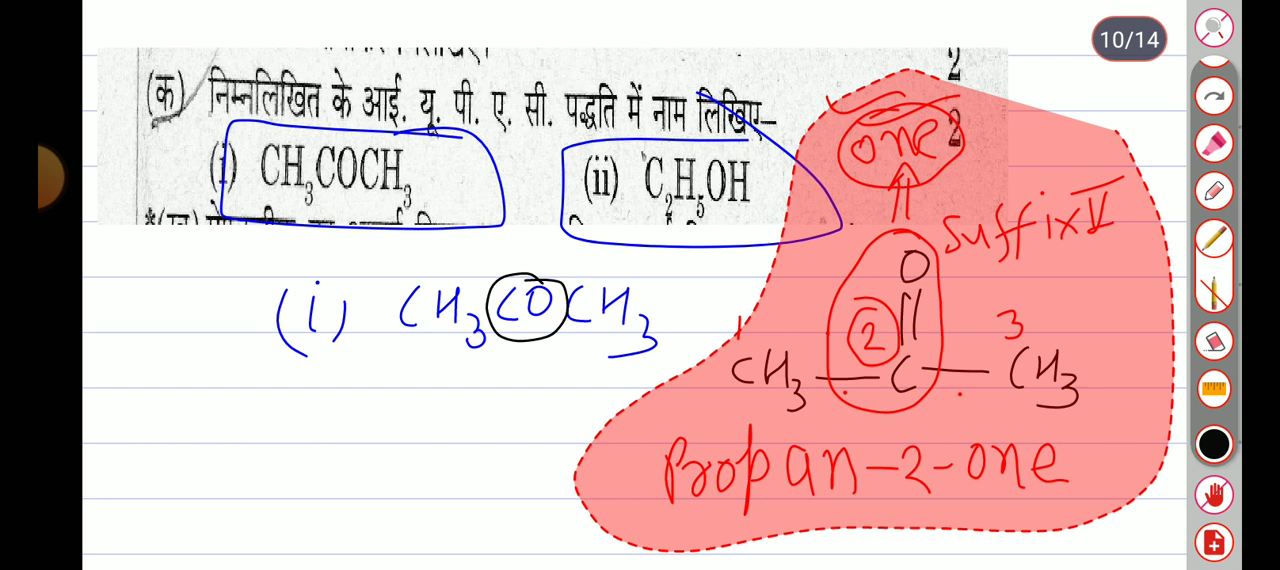 10/14
2
(क) निम्नलिखित के आई. यू. पी. ए. सी. पद्धति में नाम लिखिए–
2
(i) CH₃COCH₃ (ii) C₂H₅OH
one
Suffix
O
(i) CH₃COCH₃
1 2 3
CH₃—C—CH₃
Propan-2-one